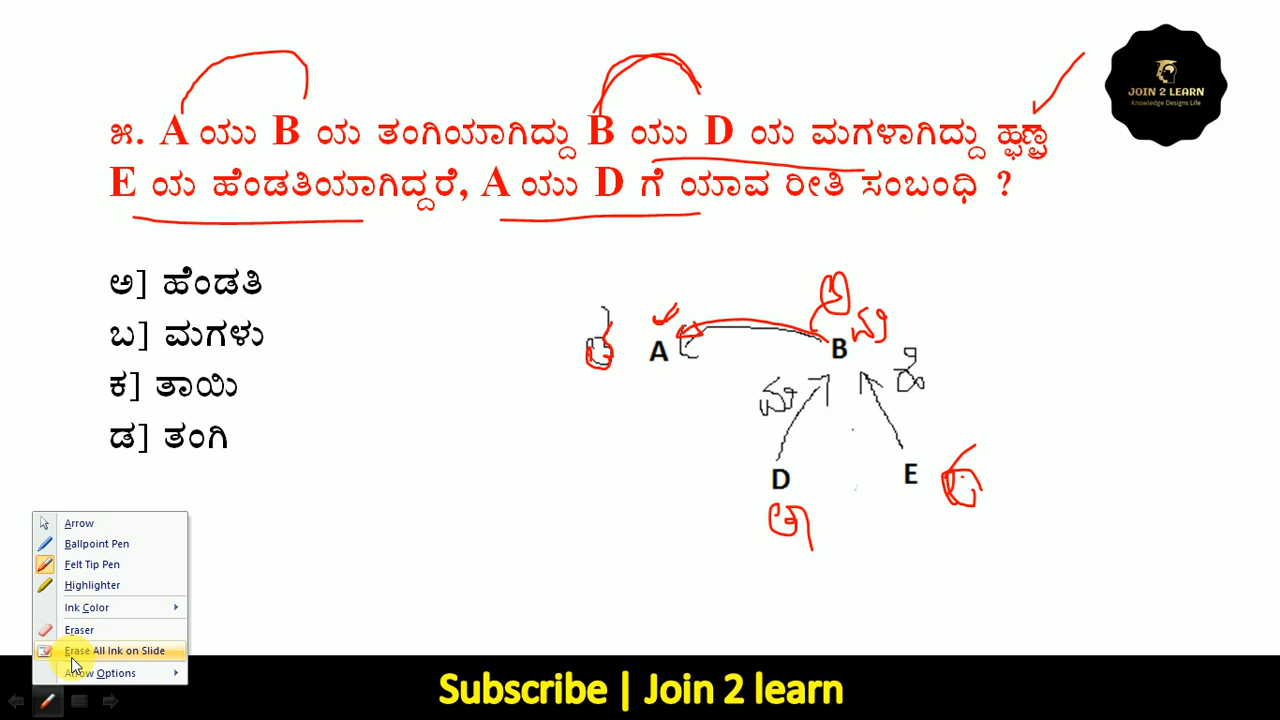 JOIN 2 LEARN
Knowledge Designs Life
೫. A ಯು B ಯ ತಂಗಿಯಾಗಿದ್ದು B ಯು D ಯ ಮಗಳಾಗಿದ್ದು
E ಯ ಹೆಂಡತಿಯಾಗಿದ್ದರೆ, A ಯು D ಗೆ ಯಾವ ರೀತಿ ಸಂಬಂಧಿ ?
ಅ] ಹೆಂಡತಿ
ಬ] ಮಗಳು
ಕ] ತಾಯಿ
ಡ] ತಂಗಿ
A B
D E
Arrow
Ballpoint Pen
Felt Tip Pen
Highlighter
Ink Color
Eraser
Erase All Ink on Slide
Arrow Options
Subscribe | Join 2 learn